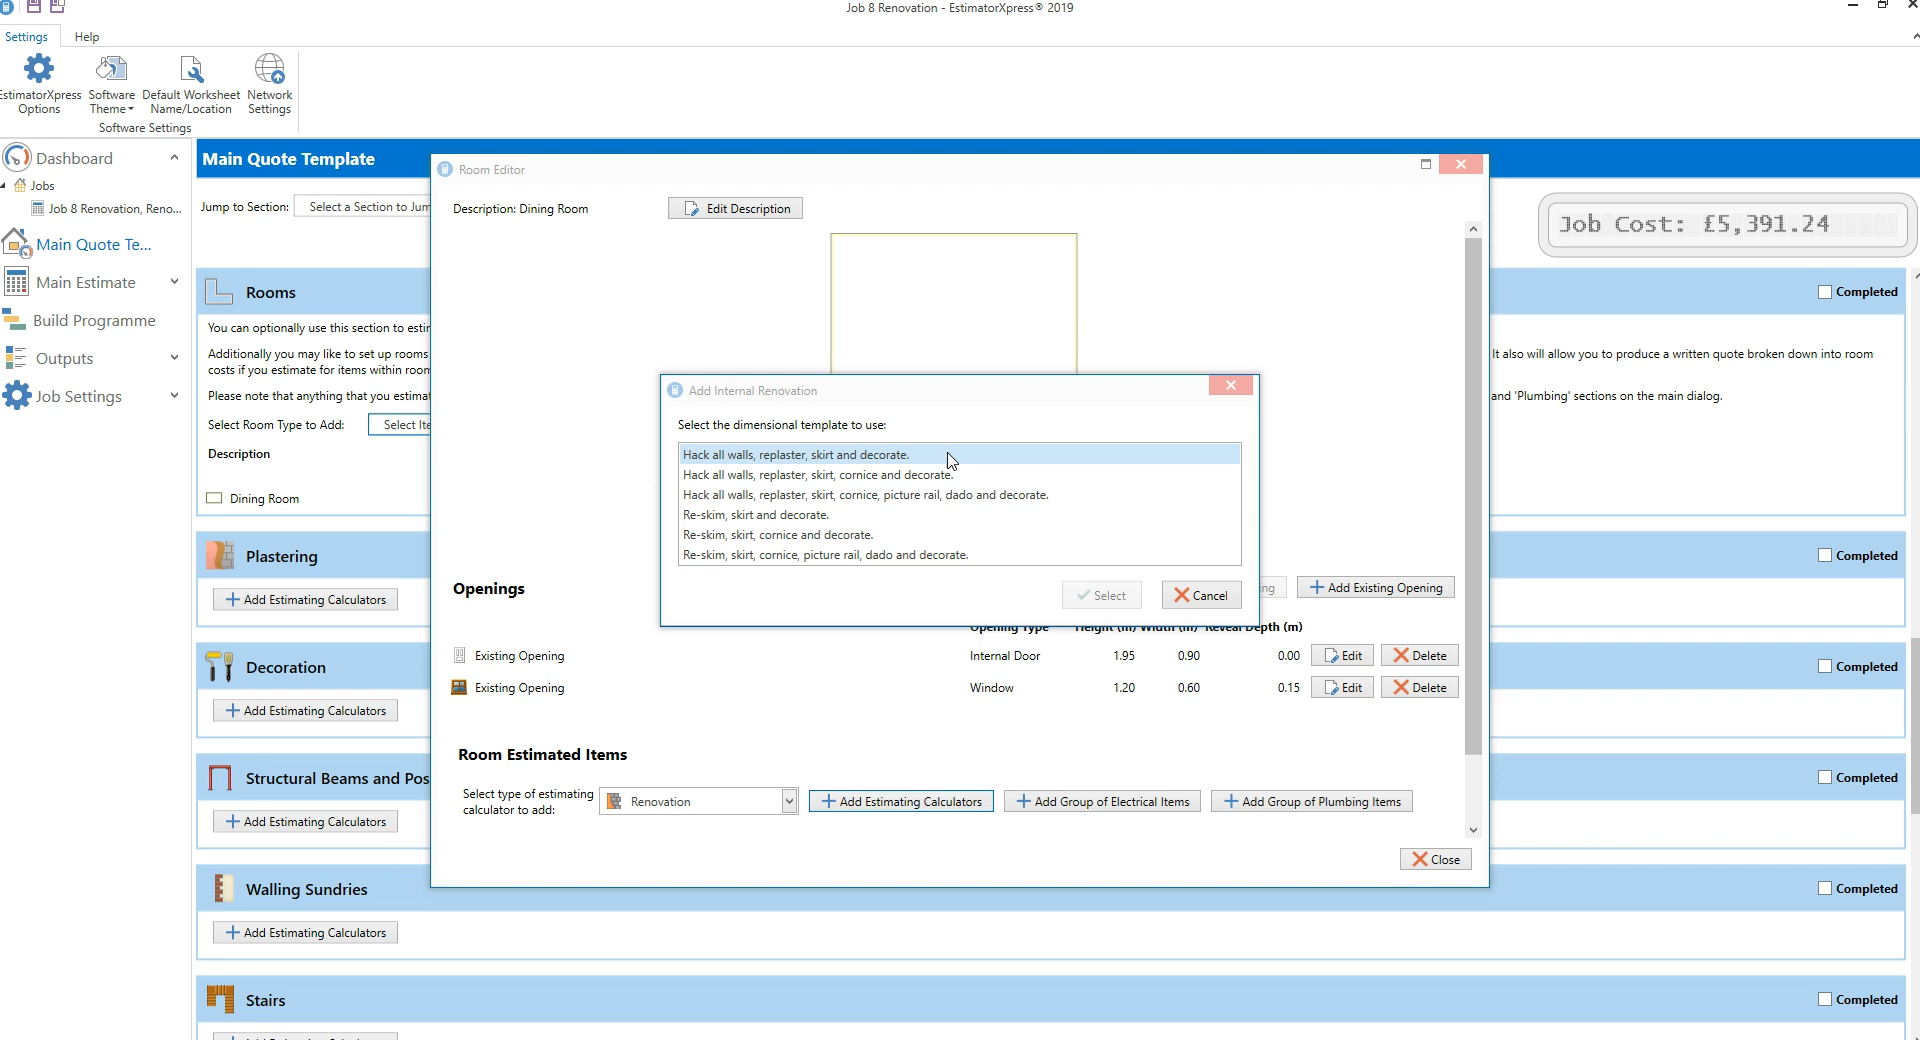 Job 8 Renovation - EstimatorXpress® 2019
Settings
Help
EstimatorXpress Options
Software Theme
Default Worksheet Name/Location
Network Settings
Software Settings
Dashboard
Jobs
Job 8 Renovation, Reno...
Main Quote Te...
Main Estimate
Build Programme
Outputs
Job Settings
Main Quote Template
Jump to Section:
Select a Section to Jum
Job Cost: £5,391.24
Rooms
Completed
You can optionally use this section to estir
Additionally you may like to set up rooms
It also will allow you to produce a written quote broken down into room
costs if you estimate for items within room
Please note that anything that you estimat
and 'Plumbing' sections on the main dialog.
Select Room Type to Add:
Select Ite
Description
Dining Room
Plastering
Completed
Add Estimating Calculators
Decoration
Completed
Add Estimating Calculators
Structural Beams and Pos
Completed
Add Estimating Calculators
Walling Sundries
Completed
Add Estimating Calculators
Stairs
Completed
Room Editor
Description: Dining Room
Edit Description
Add Internal Renovation
Select the dimensional template to use:
Hack all walls, replaster, skirt and decorate.
Hack all walls, replaster, skirt, cornice and decorate.
Hack all walls, replaster, skirt, cornice, picture rail, dado and decorate.
Re-skim, skirt and decorate.
Re-skim, skirt, cornice and decorate.
Re-skim, skirt, cornice, picture rail, dado and decorate.
Select
Cancel
Openings
ing
Add Existing Opening
Opening Type Height (m) Width (m) Reveal Depth (m)
Existing Opening Internal Door 1.95 0.90 0.00 Edit Delete
Existing Opening Window 1.20 0.60 0.15 Edit Delete
Room Estimated Items
Select type of estimating
calculator to add:
Renovation
Add Estimating Calculators
Add Group of Electrical Items
Add Group of Plumbing Items
Close